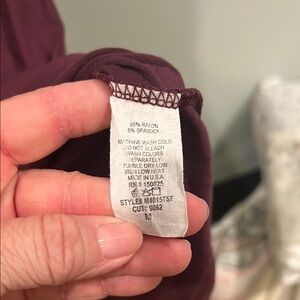 95% RAYON
5% SPANDEX
MACHINE WASH COLD
DO NOT BLEACH
WASH COLORS
SEPARATELY
TUMBLE DRY LOW
IRON LOW HEAT
MADE IN U.S.A
RN # 150025
STYLE# M4015TSF
CUT# 9062
M